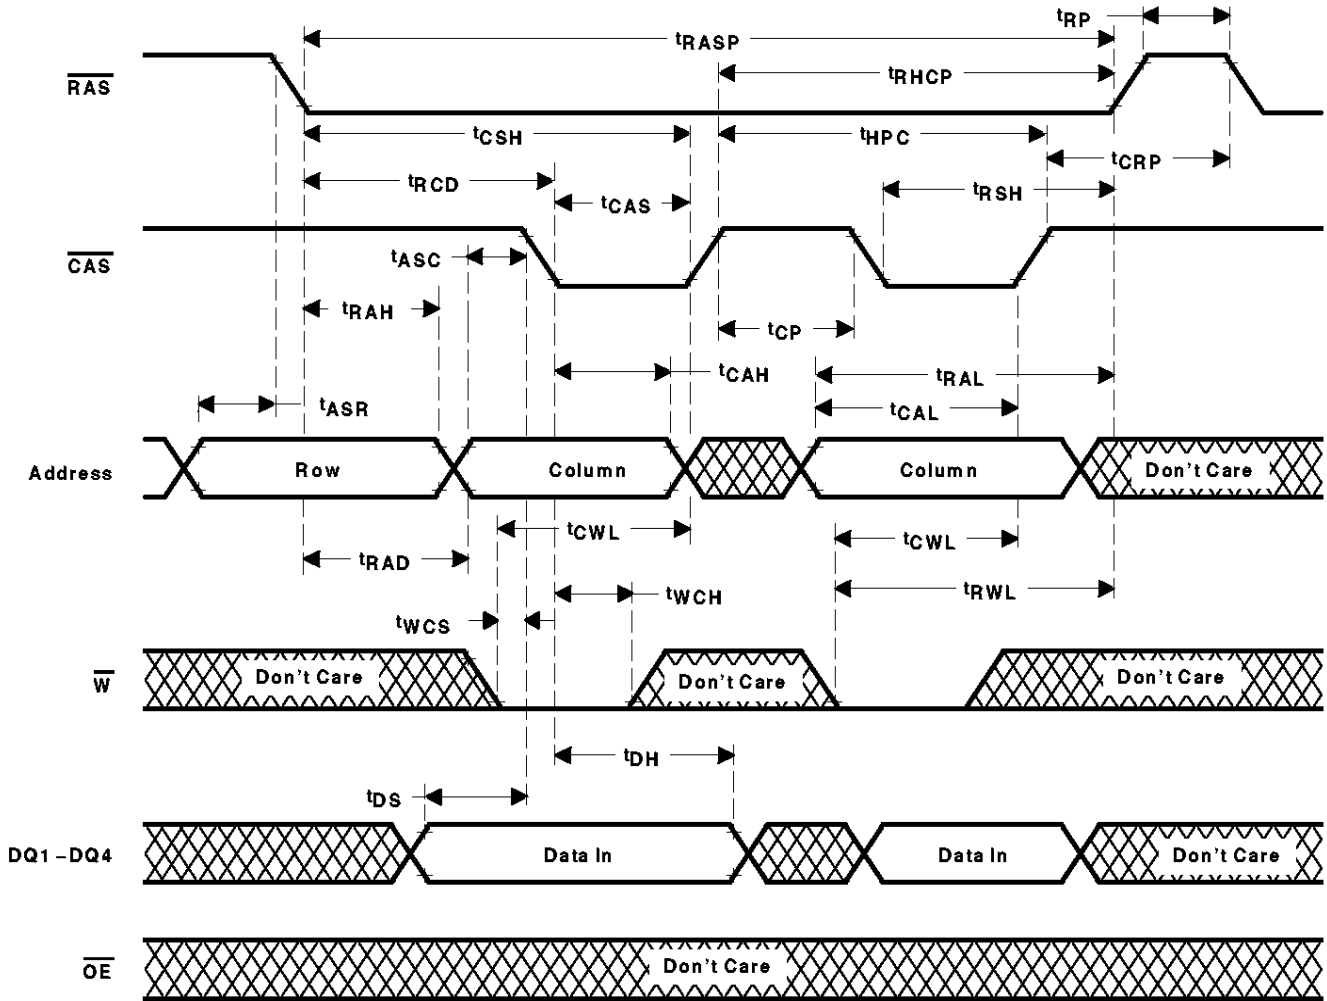 tRP
tRASP
RAS
tRHCP
tCSH
tHPC
tCRP
tRCD
tRSH
tCAS
CAS
tASC
tRAH
tCP
tCAH
tRAL
tASR
tCAL
Address
Row
Column
Column
Don't Care
tCWL
tCWL
tRAD
tWCH
tRWL
tWCS
W
Don't Care
Don't Care
Don't Care
tDH
tDS
DQ1–DQ4
Data In
Data In
Don't Care
OE
Don't Care